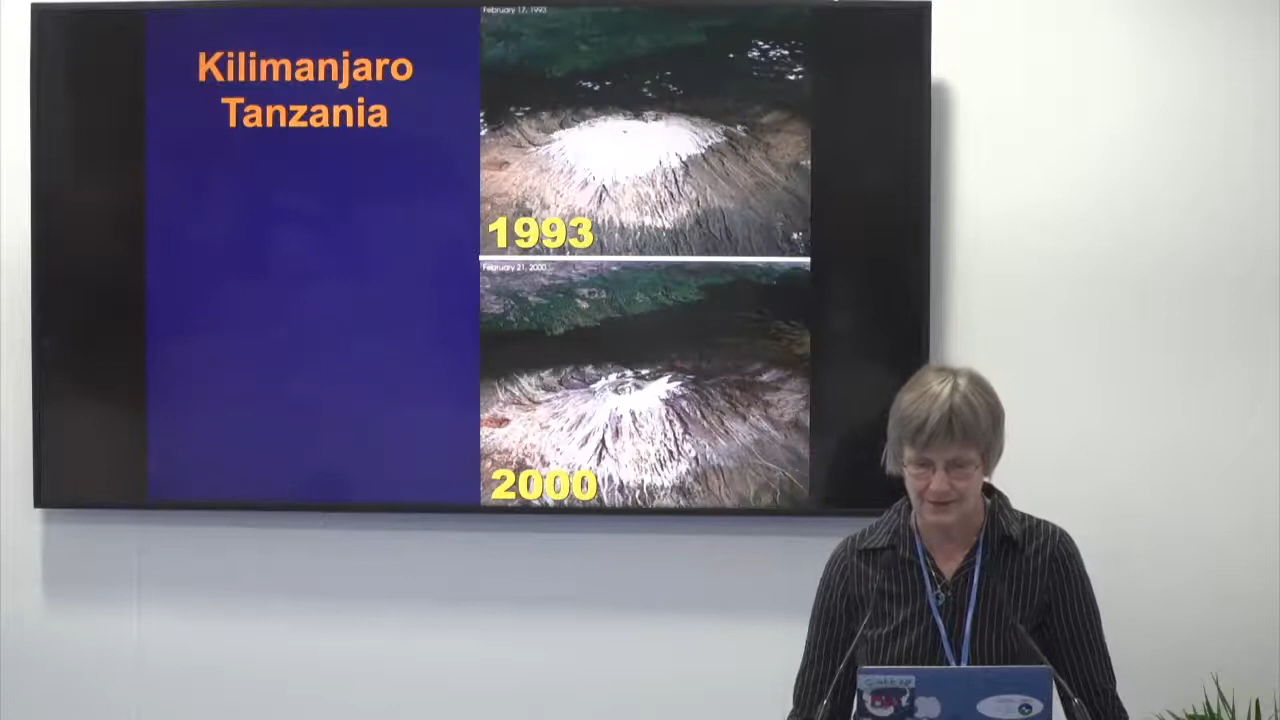 Kilimanjaro
Tanzania
February 17, 1993
1993
February 21, 2000
2000